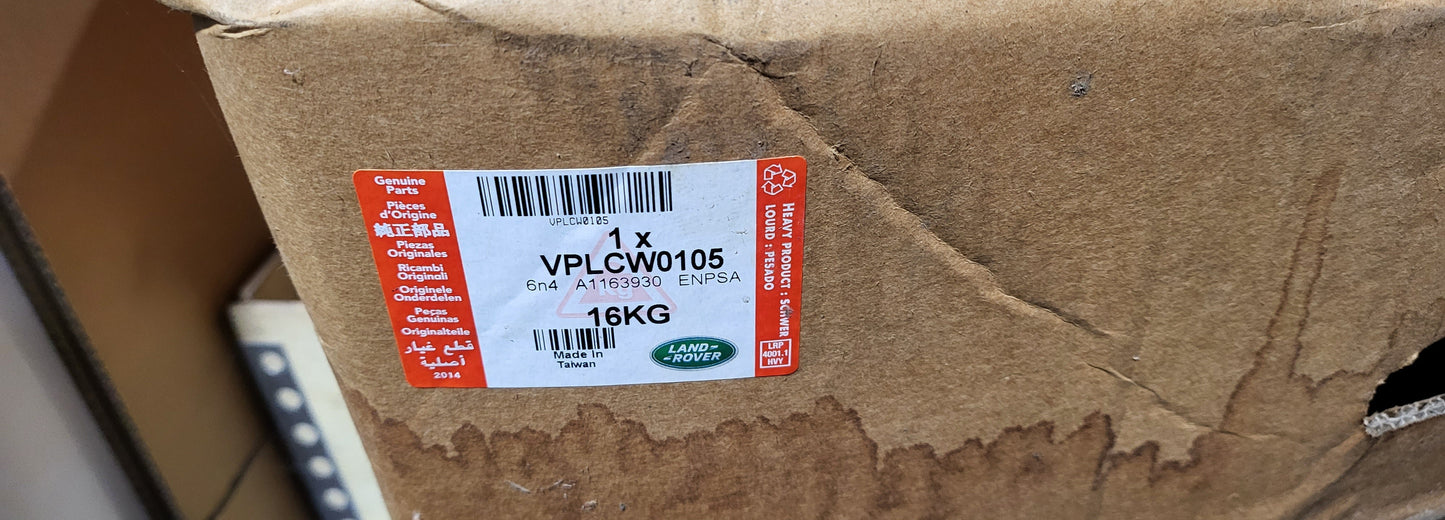 Genuine
Parts
Pièces
d'Origine
純正部品
Piezas
Originales
Ricambi
Originali
Originele
Onderdelen
Peças
Genuínas
Originalteile
قطع غيار
أصلية
2014
VPLCW0105
1 x
VPLCW0105
6n4 A1163930 ENPSA
16KG
Made In
Taiwan
LAND-
-ROVER
HEAVY PRODUCT : SCHWER
LOURD : PESADO
LRP
4001.1
HVY